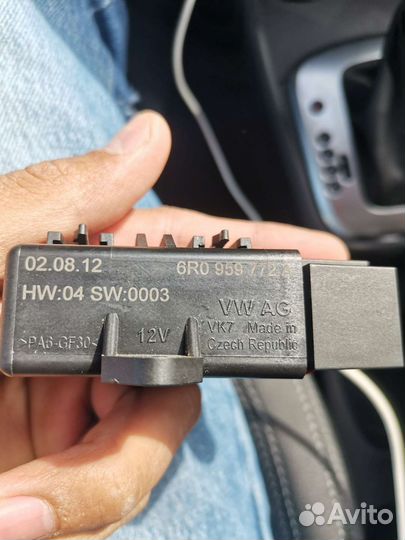 02.08.12 6R0 959 772
HW:04 SW:0003
VW AG
>PA6-GF30< 12V VK7 Made in
Czech Republic
Avito